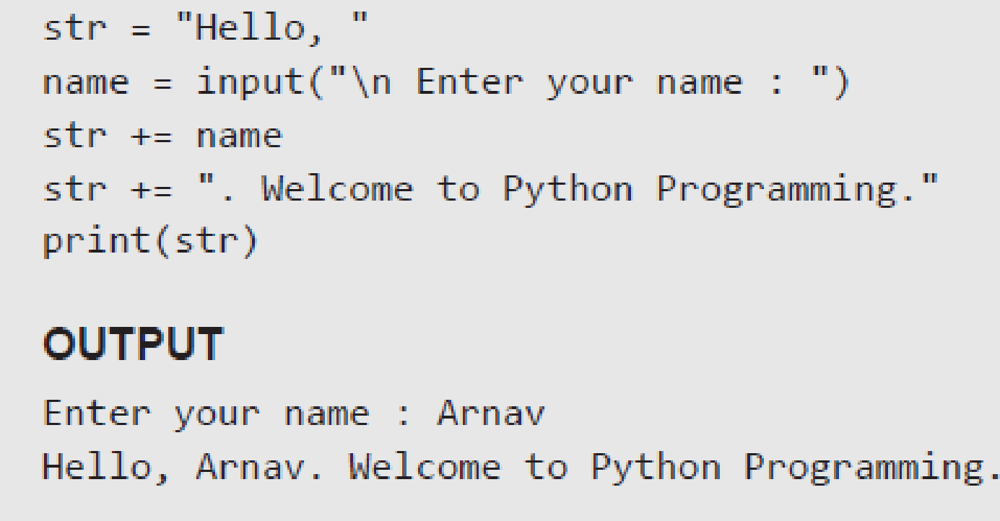 str = "Hello, "
name = input("\n Enter your name : ")
str += name
str += ". Welcome to Python Programming."
print(str)
OUTPUT
Enter your name : Arnav
Hello, Arnav. Welcome to Python Programming.